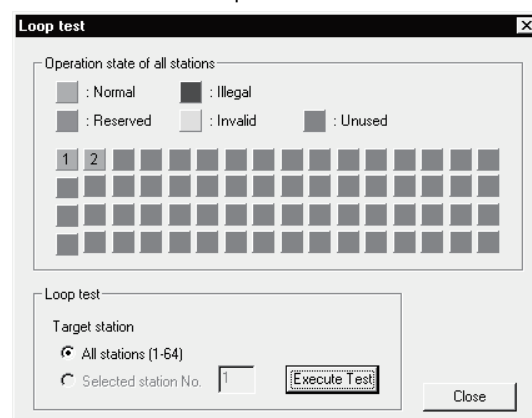 Loop test
Operation state of all stations
: Normal : Illegal
: Reserved : Invalid : Unused
1 2
Loop test
Target station
All stations (1-64)
Selected station No. 1 Execute Test
Close